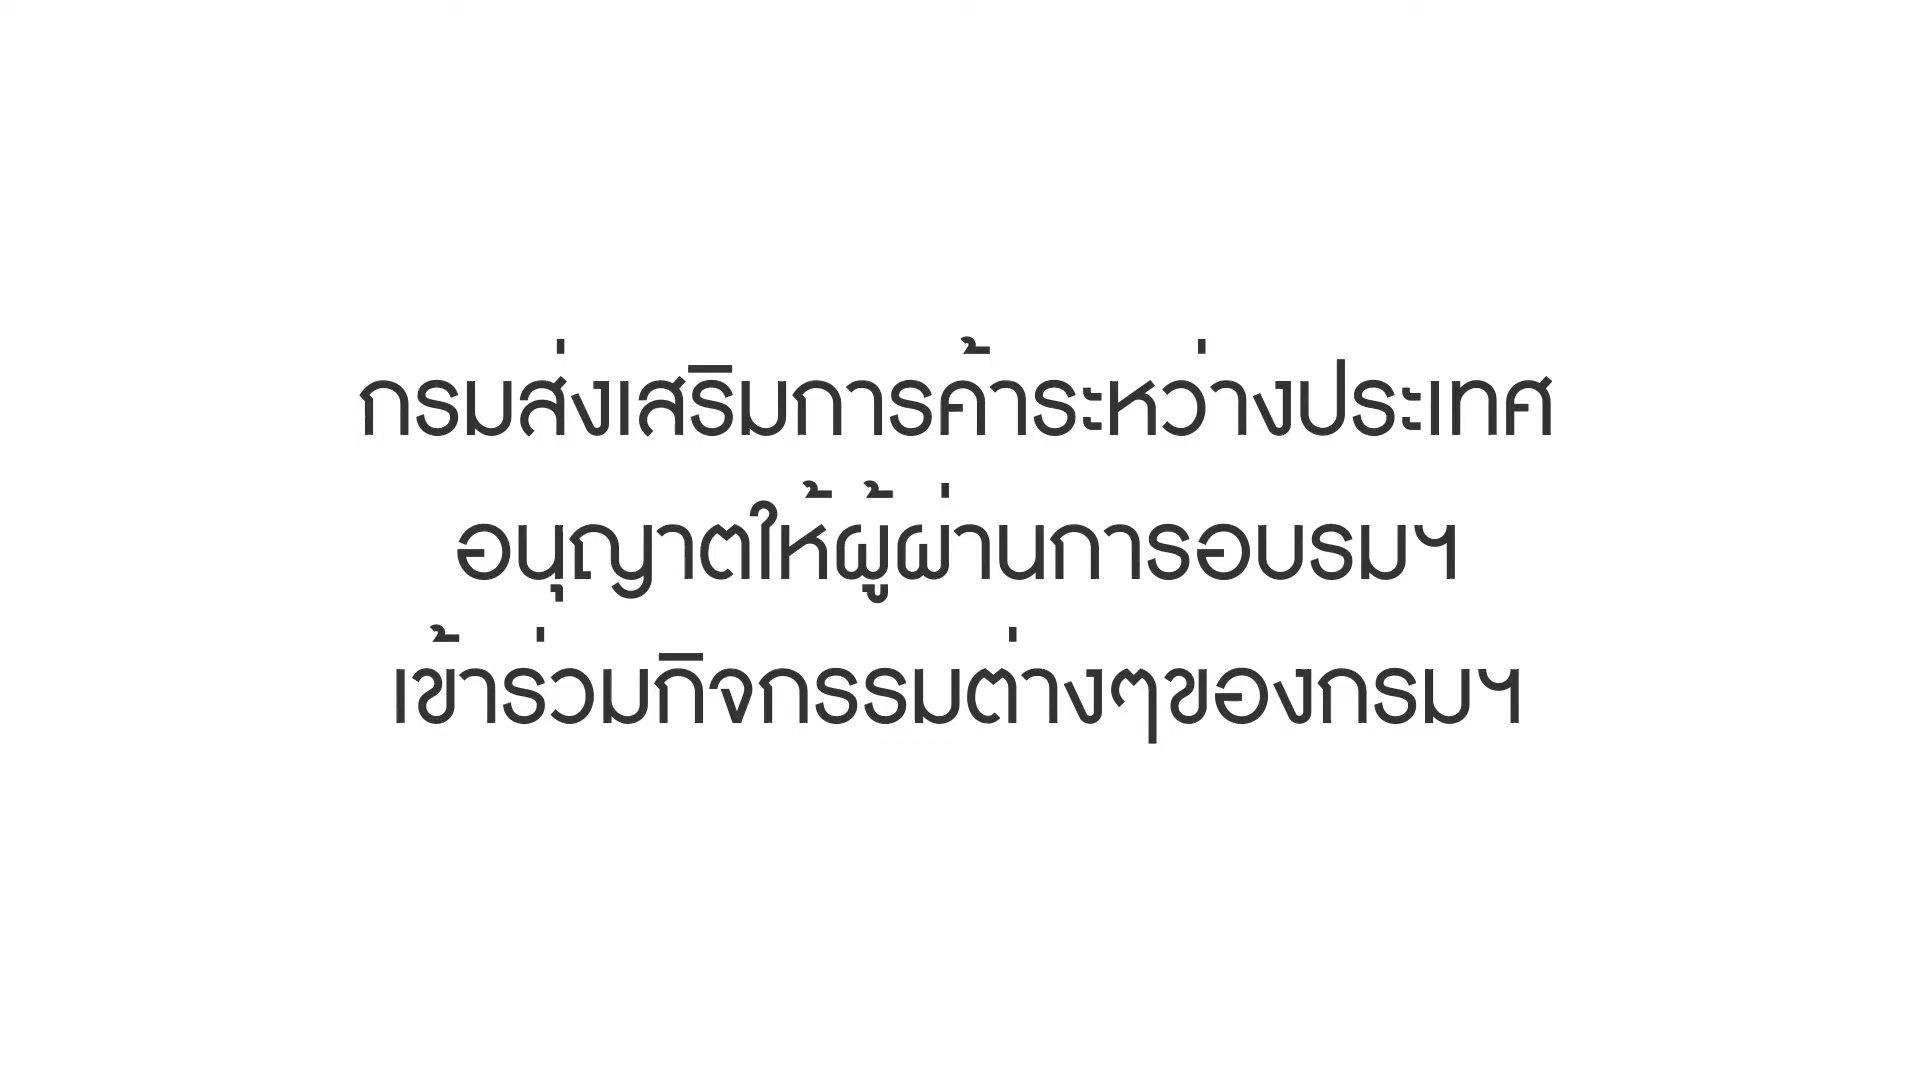 กรมส่งเสริมการค้าระหว่างประเทศ
อนุญาตให้ผู้ผ่านการอบรมฯ
เข้าร่วมกิจกรรมต่างๆของกรมฯ